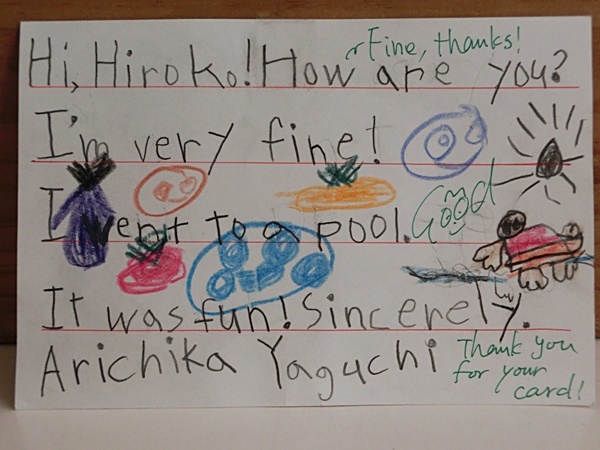 Fine, thanks!
Hi, Hiroko! How are you?
I'm very fine!
I went to a pool. Good
It was fun! Sincerely.
Arichika Yaguchi
Thank you
for your
card!